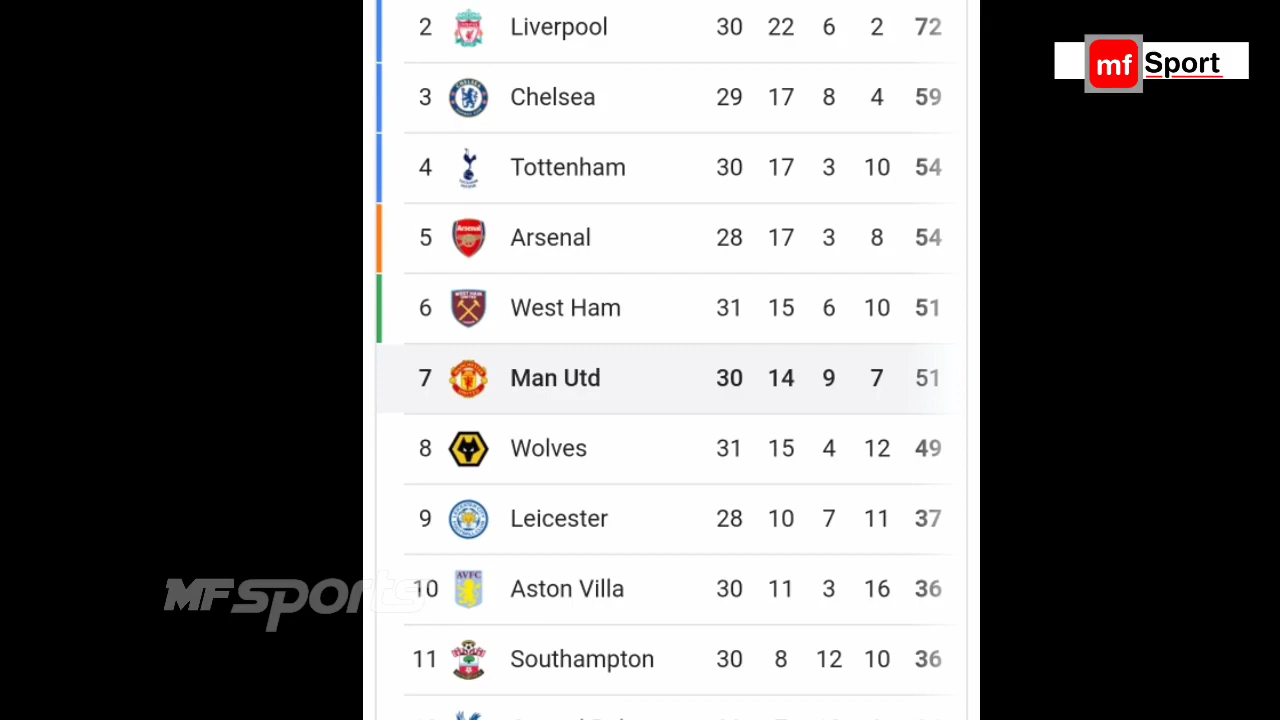 2 Liverpool 30 22 6 2 72
mf Sport
3 Chelsea 29 17 8 4 59
4 Tottenham 30 17 3 10 54
5 Arsenal 28 17 3 8 54
6 West Ham 31 15 6 10 51
7 Man Utd 30 14 9 7 51
8 Wolves 31 15 4 12 49
9 Leicester 28 10 7 11 37
MFsports
10 AVFC Aston Villa 30 11 3 16 36
11 Southampton 30 8 12 10 36